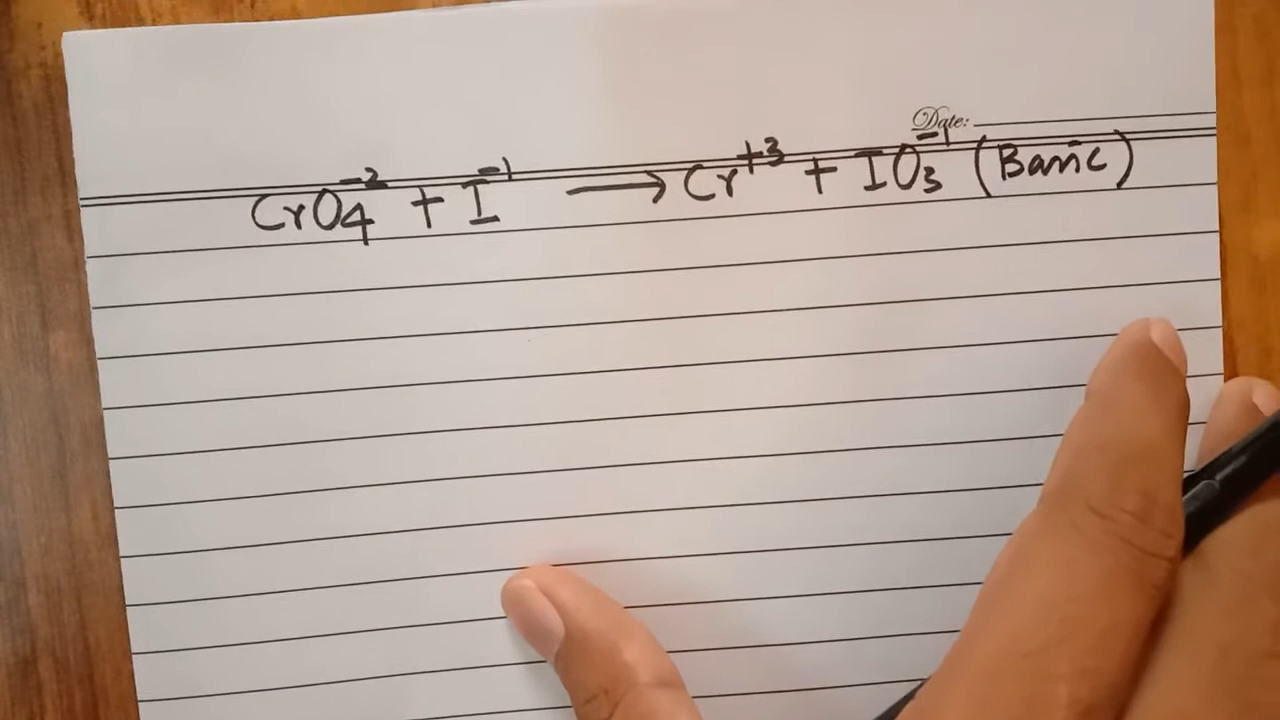 Date:
CrO₄⁻² + I⁻¹ → Cr⁺³ + IO₃⁻¹ (Basic)